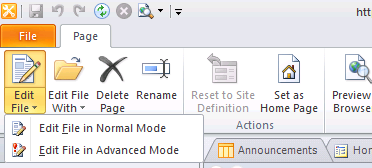 htt
File
Page
Edit File
Edit File With
Delete Page
Rename
Reset to Site Definition
Set as Home Page
Preview
Browse
Actions
Edit File in Normal Mode
Edit File in Advanced Mode
Announcements
Hom